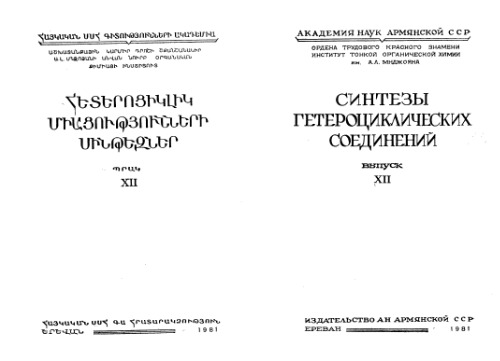 ՀԱՅԿԱԿԱՆ ՍՍՀ ԳԻՏՈՒԹՅՈՒՆՆԵՐԻ ԱԿԱԴԵՄԻԱ
ԱՇԽԱՏԱՆՔԱՅԻՆ ԿԱՐՄԻՐ ԴՐՈՇԻ ՇՔԱՆՇԱՆԱԿԻՐ
Ա.Լ. ՄՆՋՈՅԱՆԻ ԱՆՎԱՆ ՆՈՒՐԲ ՕՐԳԱՆԱԿԱՆ
ՔԻՄԻԱՅԻ ԻՆՍՏԻՏՈՒՏ
ՀԵՏԵՐՈՑԻԿԼԻԿ
ՄԻԱՑՈՒԹՅՈՒՆՆԵՐԻ
ՍԻՆԹԵԶՆԵՐ
ՊՐԱԿ
XII
ՀԱՅԿԱԿԱՆ ՍՍՀ ԳԱ ՀՐԱՏԱՐԱԿՉՈՒԹՅՈՒՆ
ԵՐԵՎԱՆ 1981
АКАДЕМИЯ НАУК АРМЯНСКОЙ ССР
ОРДЕНА ТРУДОВОГО КРАСНОГО ЗНАМЕНИ
ИНСТИТУТ ТОНКОЙ ОРГАНИЧЕСКОЙ ХИМИИ
им. А.Л. МНДЖОЯНА
СИНТЕЗЫ
ГЕТЕРОЦИКЛИЧЕСКИХ
СОЕДИНЕНИЙ
ВЫПУСК
XII
ИЗДАТЕЛЬСТВО АН АРМЯНСКОЙ ССР
ЕРЕВАН 1981